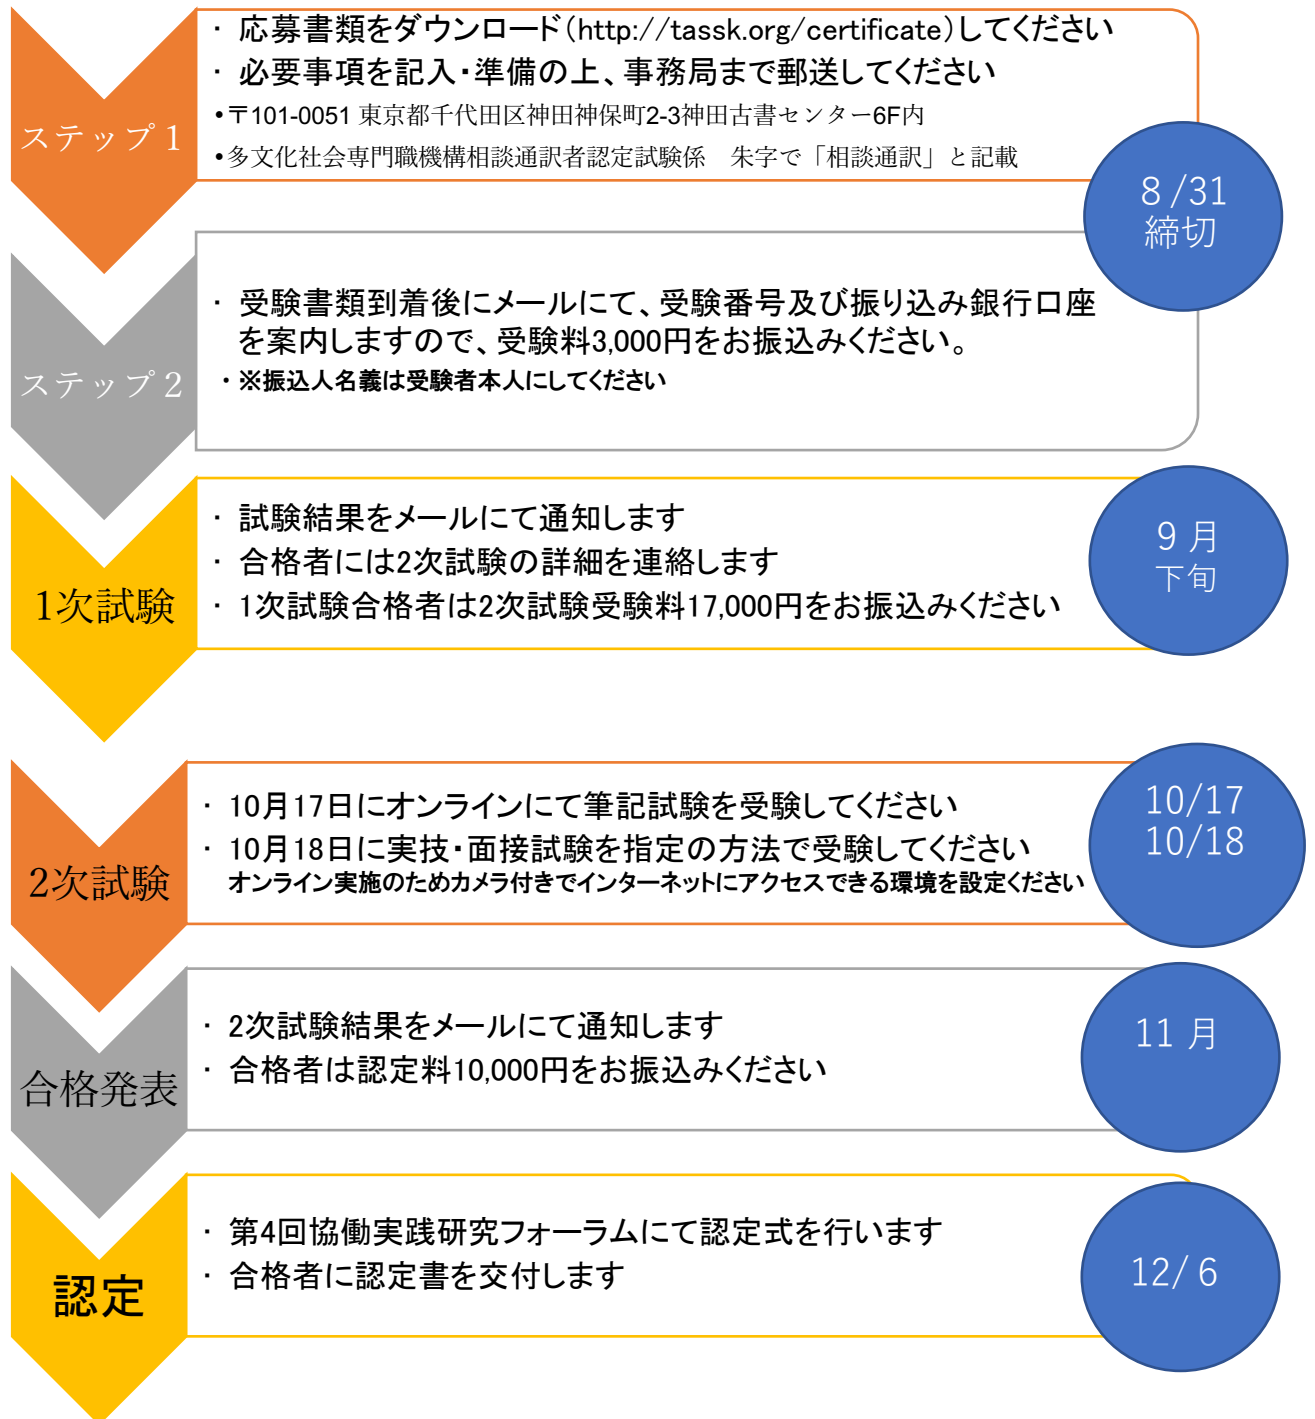 ・ 応募書類をダウンロード（http://tassk.org/certificate）してください
・ 必要事項を記入・準備の上、事務局まで郵送してください
•〒101-0051 東京都千代田区神田神保町2-3神田古書センター6F内
•多文化社会専門職機構相談通訳者認定試験係　朱字で「相談通訳」と記載
ステップ１
8 /31
締切
・ 受験書類到着後にメールにて、受験番号及び振り込み銀行口座
を案内しますので、受験料3,000円をお振込みください。
・※振込人名義は受験者本人にしてください
ステップ２
・ 試験結果をメールにて通知します
・ 合格者には2次試験の詳細を連絡します
・ 1次試験合格者は2次試験受験料17,000円をお振込みください
1次試験
9 月
下旬
・ 10月17日にオンラインにて筆記試験を受験してください
・ 10月18日に実技・面接試験を指定の方法で受験してください
オンライン実施のためカメラ付きでインターネットにアクセスできる環境を設定ください
2次試験
10/17
10/18
・ 2次試験結果をメールにて通知します
・ 合格者は認定料10,000円をお振込みください
合格発表
11 月
・ 第4回協働実践研究フォーラムにて認定式を行います
・ 合格者に認定書を交付します
認定
12/ 6